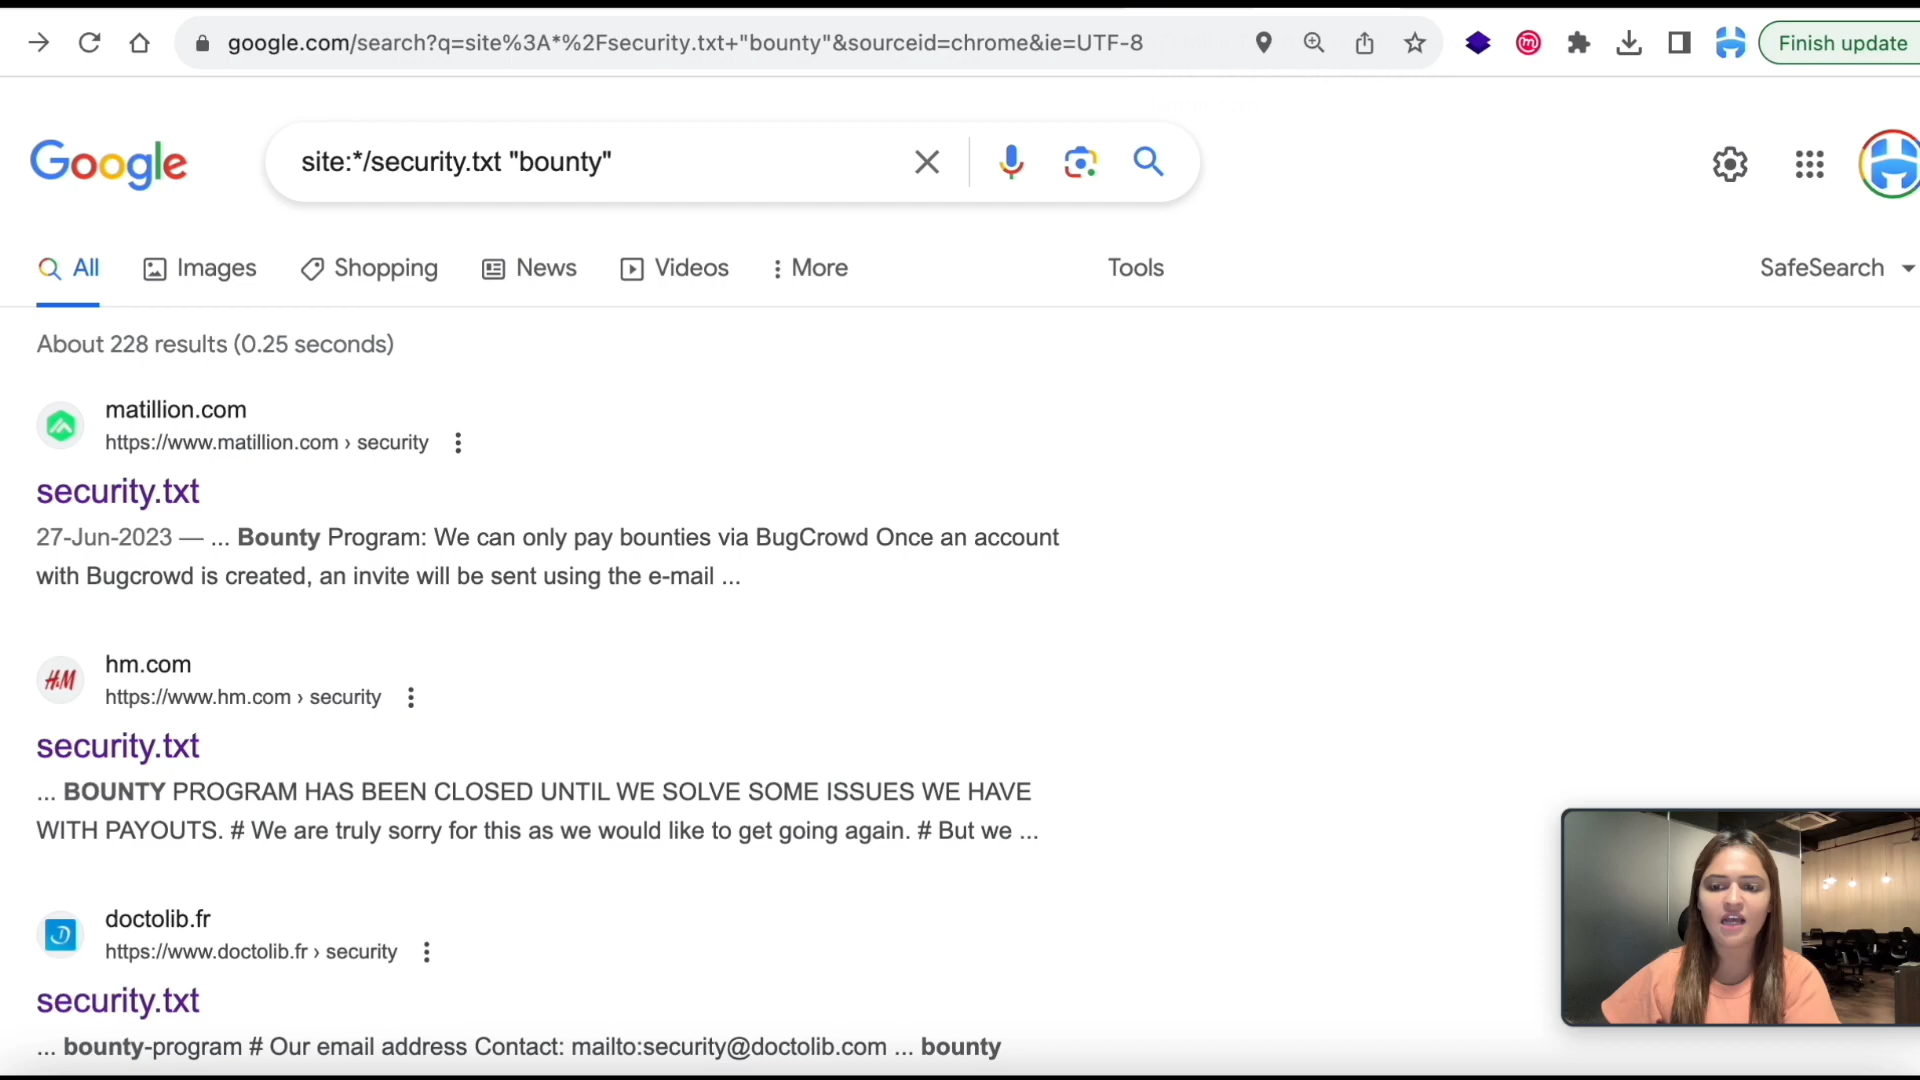 google.com/search?q=site%3A*%2Fsecurity.txt+"bounty"&sourceid=chrome&ie=UTF-8
Finish update
Google
site:*/security.txt "bounty"
All
Images
Shopping
News
Videos
More
Tools
SafeSearch
About 228 results (0.25 seconds)
matillion.com
https://www.matillion.com › security
security.txt
27-Jun-2023 — ... Bounty Program: We can only pay bounties via BugCrowd Once an account
with Bugcrowd is created, an invite will be sent using the e-mail ...
H&M
hm.com
https://www.hm.com › security
security.txt
... BOUNTY PROGRAM HAS BEEN CLOSED UNTIL WE SOLVE SOME ISSUES WE HAVE
WITH PAYOUTS. # We are truly sorry for this as we would like to get going again. # But we ...
doctolib.fr
https://www.doctolib.fr › security
security.txt
... bounty-program # Our email address Contact: mailto:security@doctolib.com ... bounty